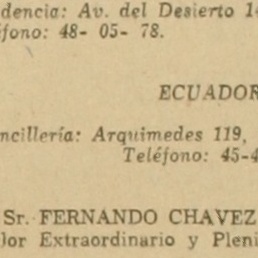 dencia: Av. del Desierto 1
éfono: 48- 05- 78.
ECUADOR
ncillería: Arquimedes 119,
Teléfono: 45-4
Sr. FERNANDO CHAVEZ
dor Extraordinario y Pleni